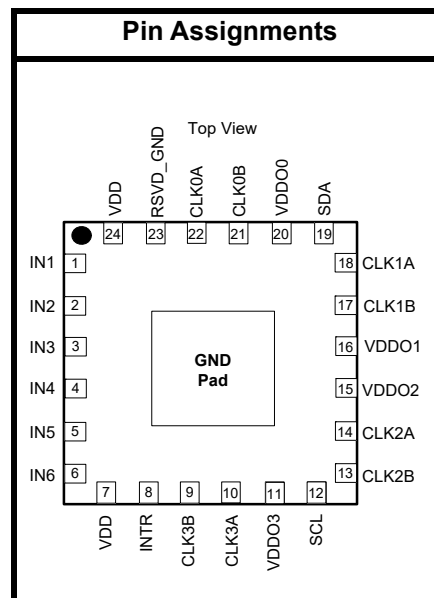 Pin Assignments
Top View
VDD
RSVD_GND
CLK0A
CLK0B
VDDO0
SDA
24
23
22
21
20
19
IN1
1
18
CLK1A
IN2
2
17
CLK1B
IN3
3
16
VDDO1
GND
Pad
IN4
4
15
VDDO2
IN5
5
14
CLK2A
IN6
6
13
CLK2B
7
8
9
10
11
12
VDD
INTR
CLK3B
CLK3A
VDDO3
SCL